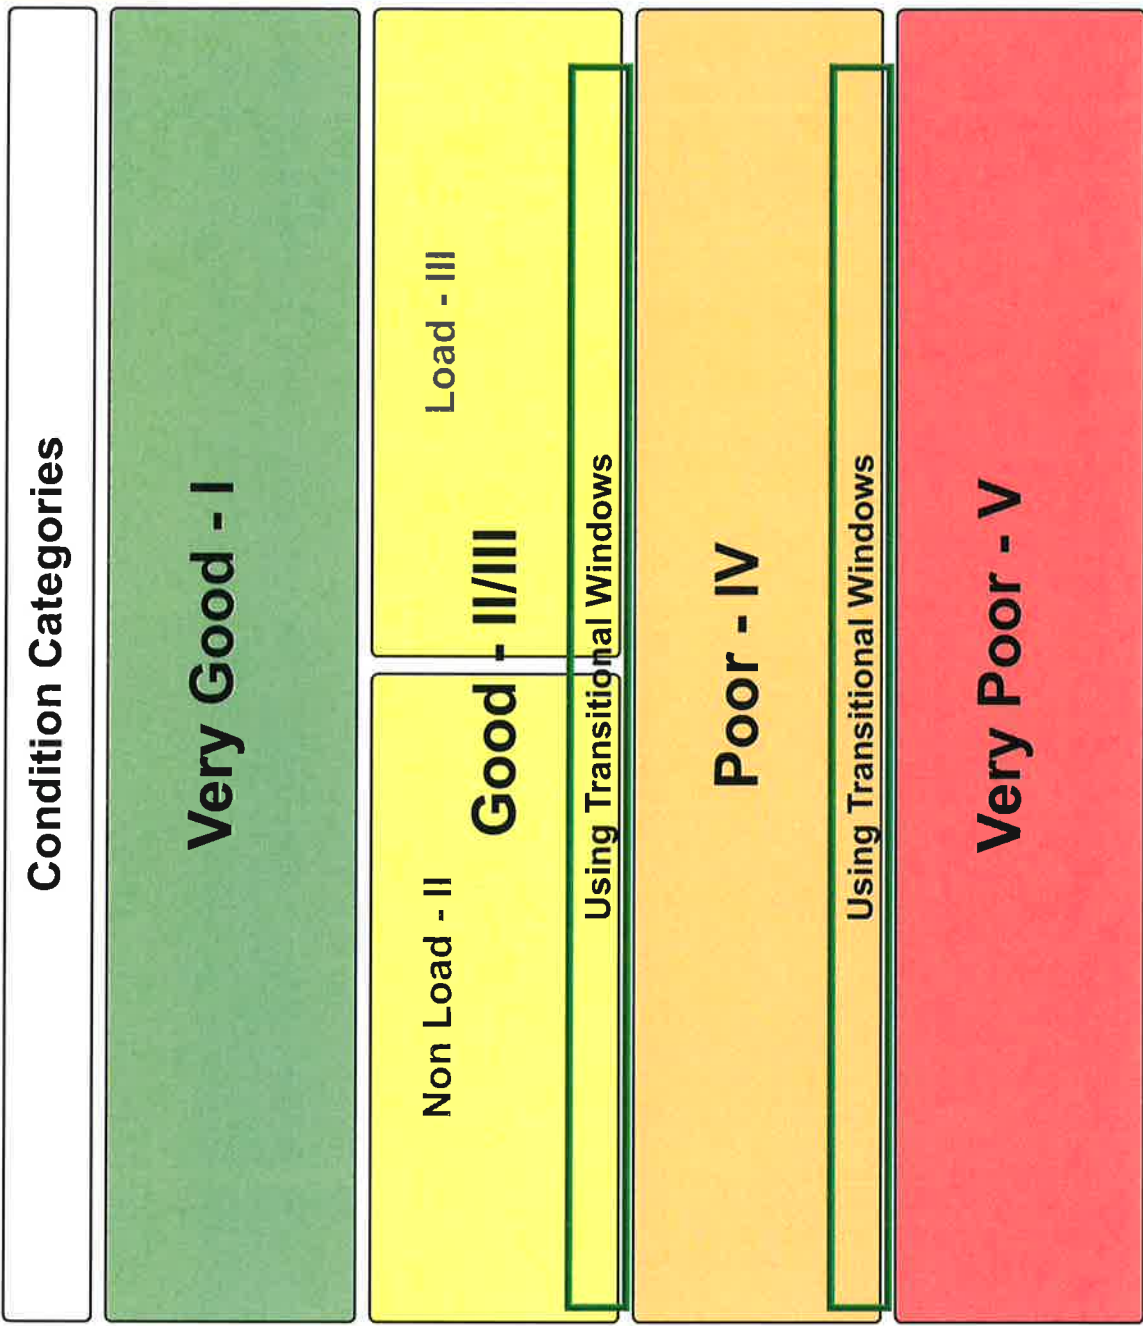 Condition Categories
Very Good - I
Non Load - II
Load - III
Good - II/III
Using Transitional Windows
Poor - IV
Using Transitional Windows
Very Poor - V